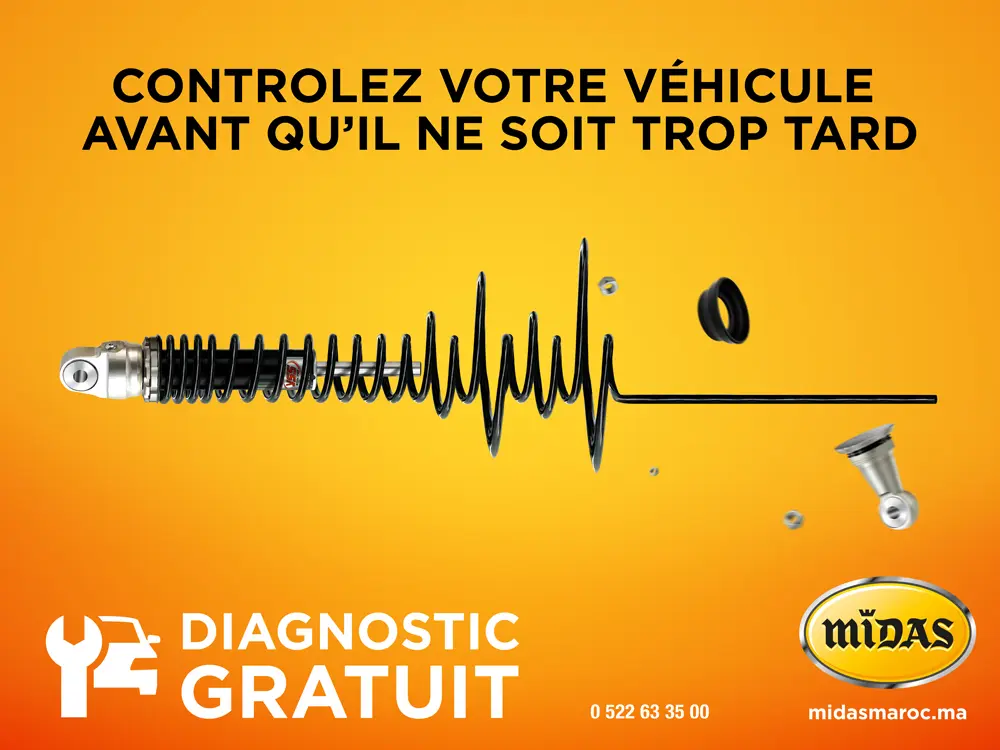 CONTROLEZ VOTRE VÉHICULE
AVANT QU'IL NE SOIT TROP TARD
YSS
DIAGNOSTIC
GRATUIT
0 522 63 35 00
MiDAS
midasmaroc.ma